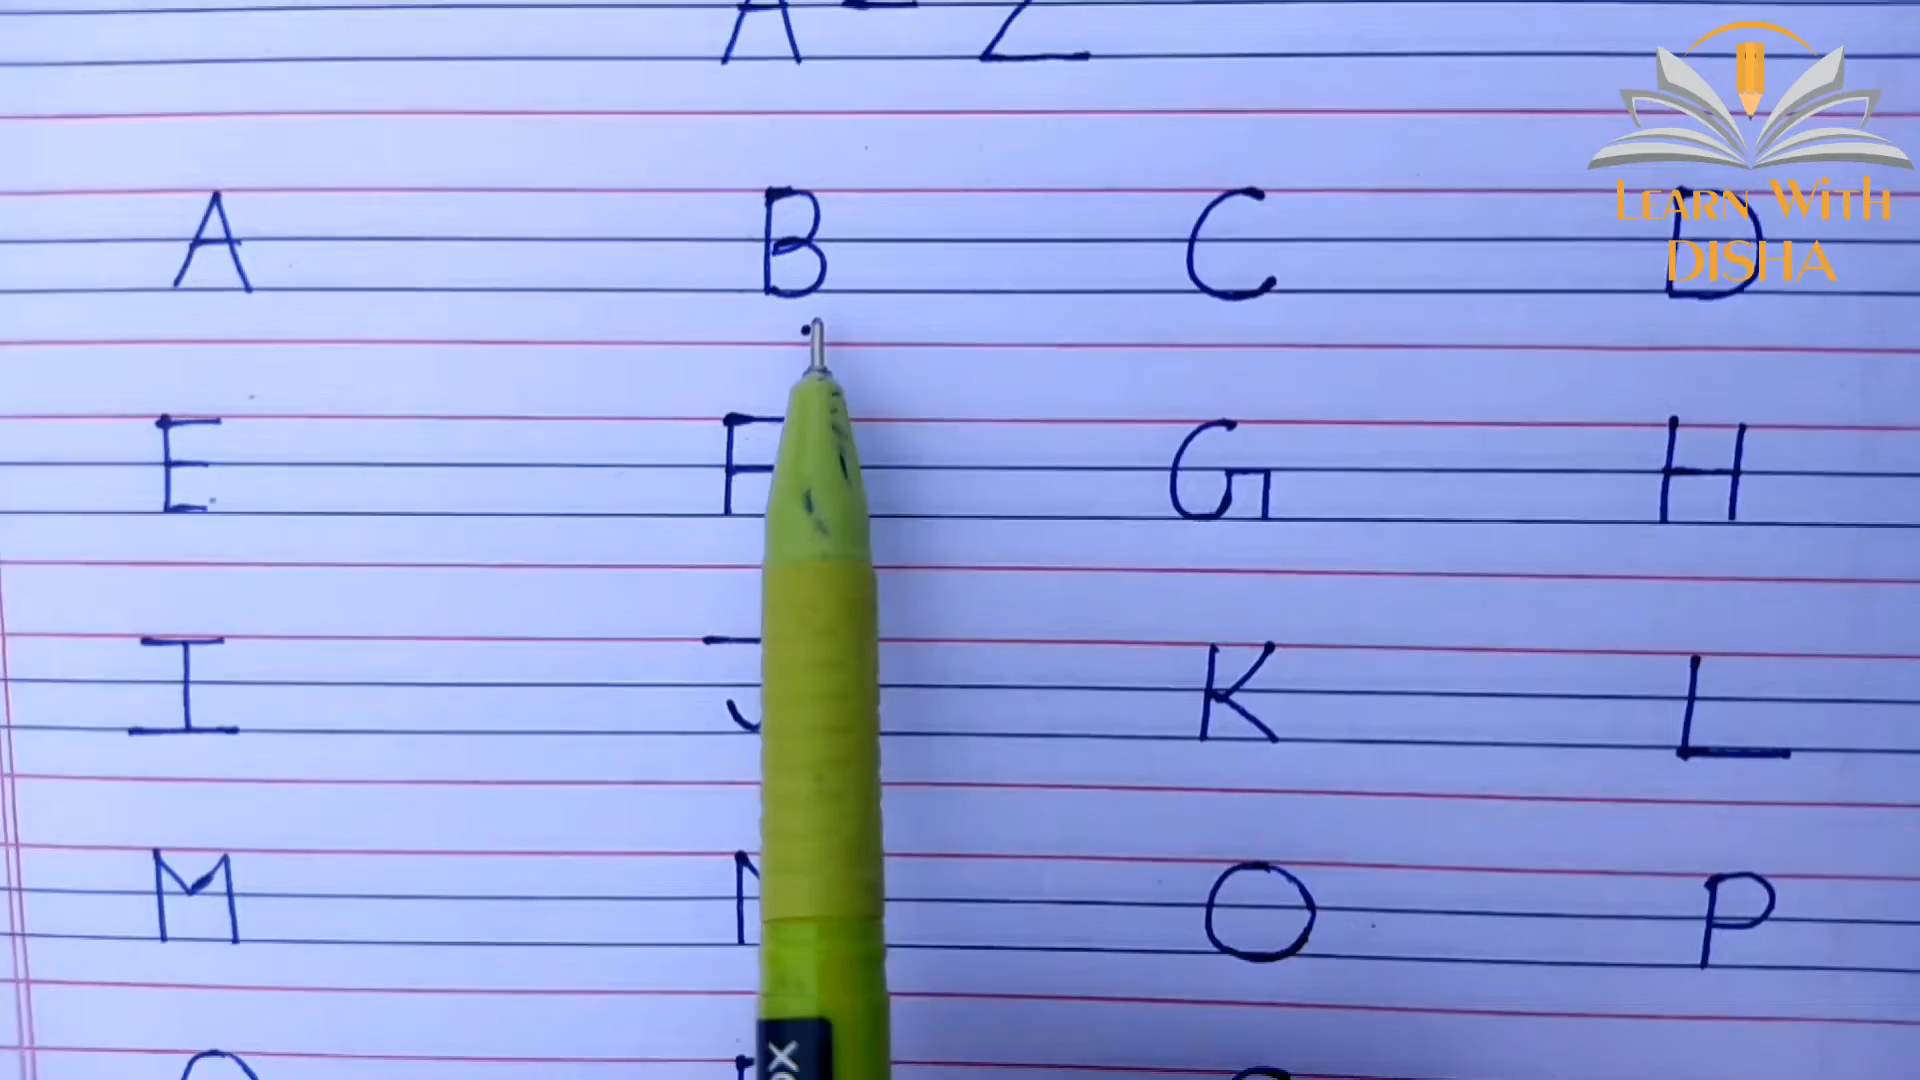 A - Z
LEARN WITH
DISHA
A B C D
E F G H
I J K L
M N O P